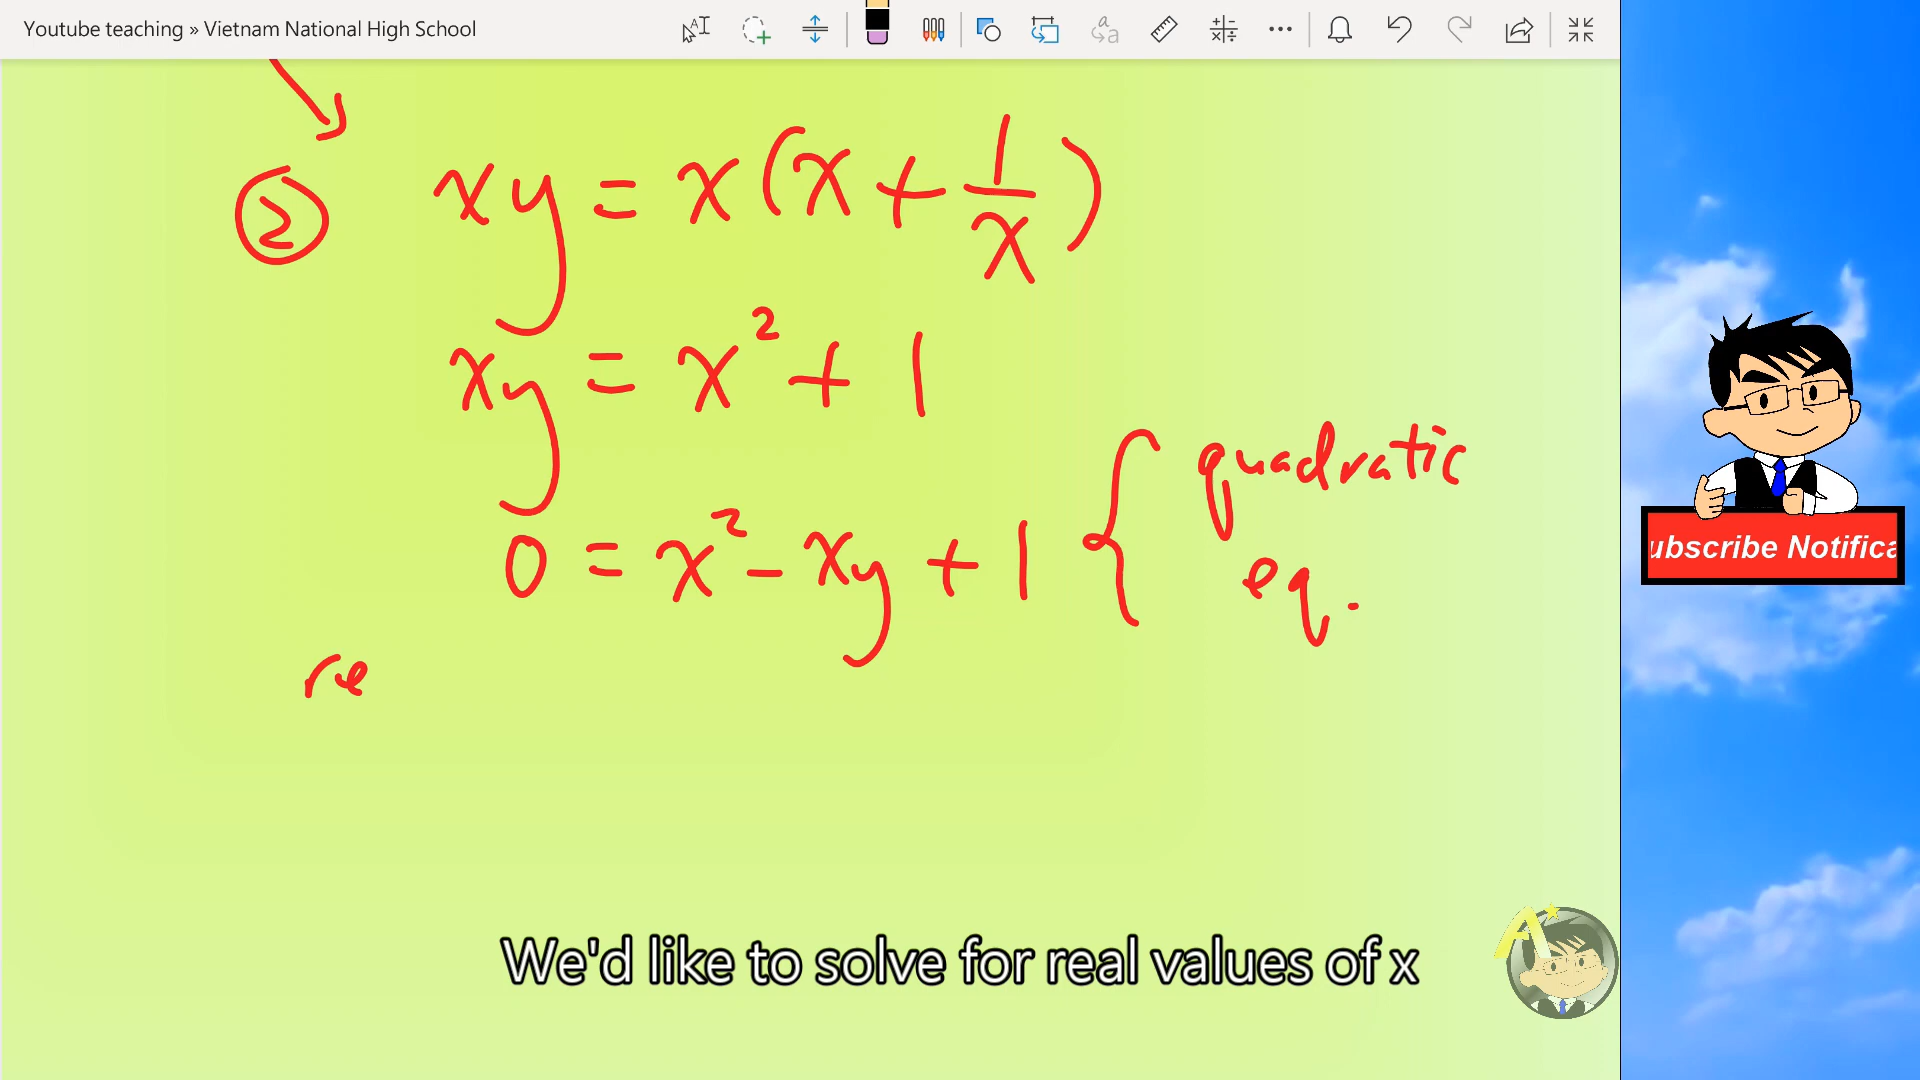 Youtube teaching » Vietnam National High School
② xy = x(x + 1/x)
xy = x² + 1
0 = x² - xy + 1 { quadratic eq.
re
ubscribe Notifica
We'd like to solve for real values of x
A